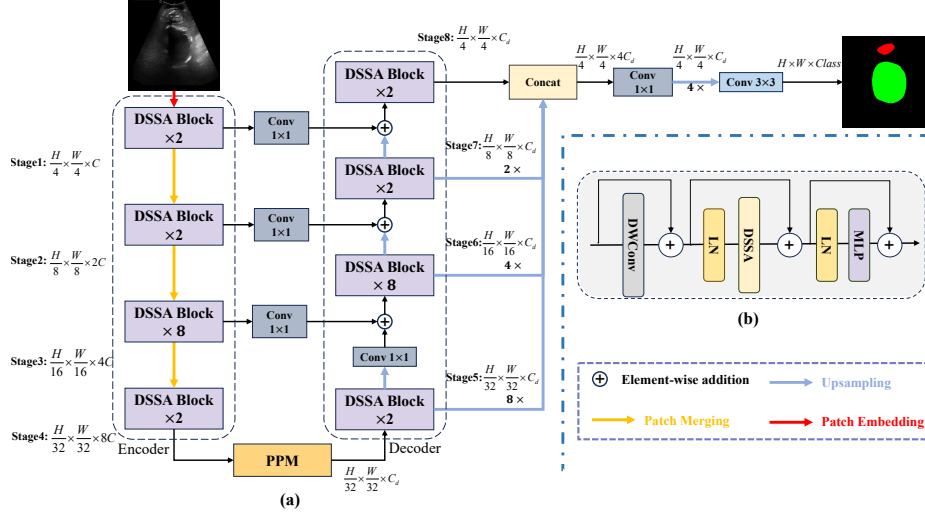 Stage8: H/4 × W/4 × C_d
H/4 × W/4 × 4C_d
H/4 × W/4 × C_d
H×W×Class
DSSA Block
×2
Concat
Conv
1×1
4 ×
Conv 3×3
DSSA Block
×2
Conv
1×1
Stage1: H/4 × W/4 × C
Stage7: H/8 × W/8 × C_d
2 ×
DSSA Block
×2
DSSA Block
×2
Conv
1×1
Stage2: H/8 × W/8 × 2C
Stage6: H/16 × W/16 × C_d
4 ×
DSSA Block
× 8
DSSA Block
× 8
Conv
1×1
Conv 1×1
Stage3: H/16 × W/16 × 4C
Stage5: H/32 × W/32 × C_d
8 ×
DSSA Block
×2
DSSA Block
×2
Stage4: H/32 × W/32 × 8C
Encoder
Decoder
PPM
H/32 × W/32 × C_d
(a)
DWConv
LN
DSSA
LN
MLP
(b)
Element-wise addition
Upsampling
Patch Merging
Patch Embedding